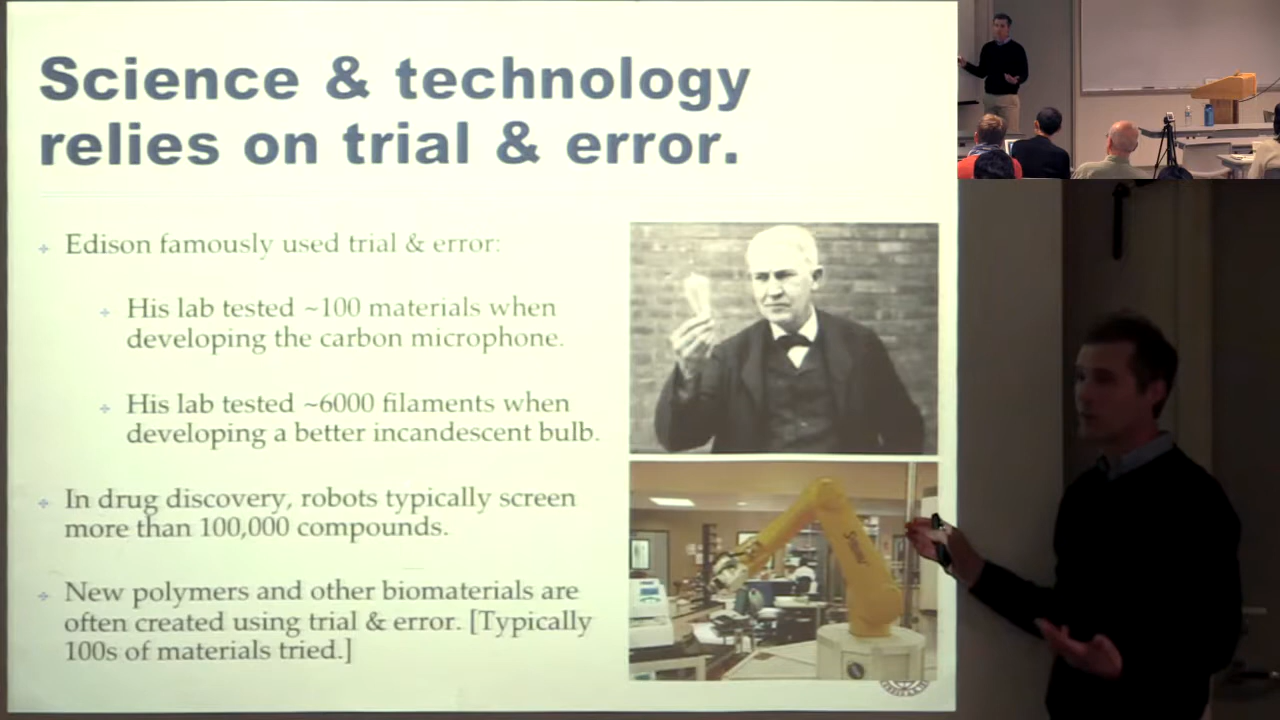 Science & technology
relies on trial & error.
Edison famously used trial & error:
His lab tested ~100 materials when
developing the carbon microphone.
His lab tested ~6000 filaments when
developing a better incandescent bulb.
In drug discovery, robots typically screen
more than 100,000 compounds.
New polymers and other biomaterials are
often created using trial & error. [Typically
100s of materials tried.]